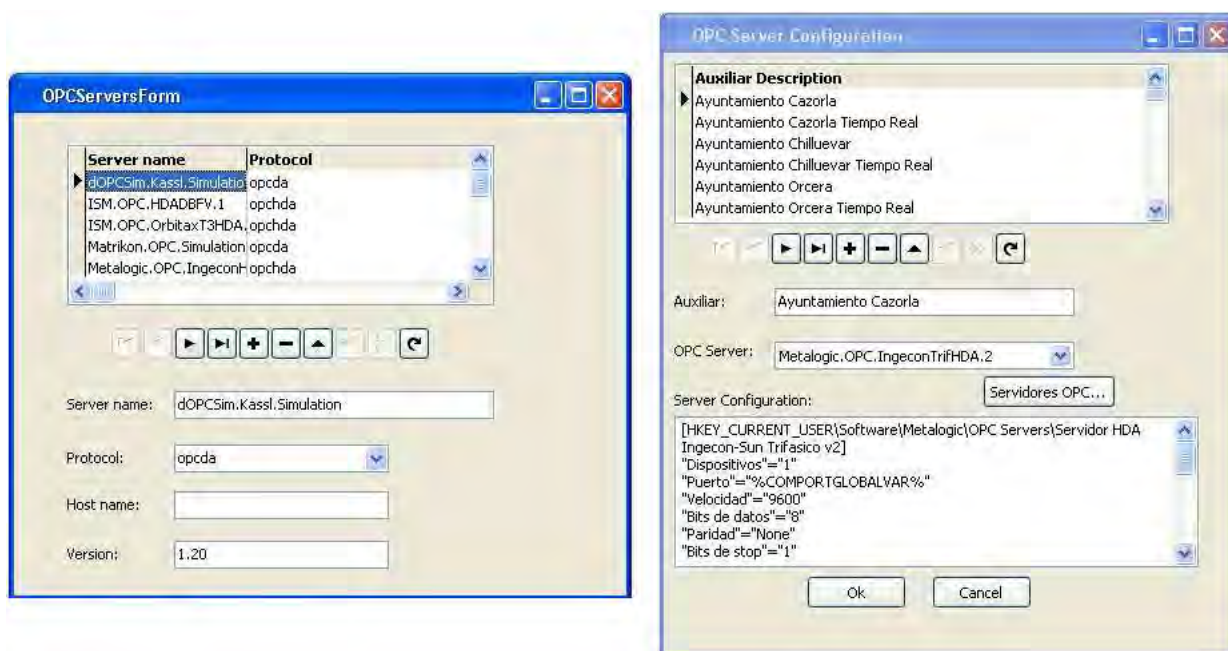 OPCServersForm
Server name Protocol
dOPCSim.Kassl.Simulatio opcda
ISM.OPC.HDADBFV.1 opchda
ISM.OPC.OrbitaxT3HDA. opchda
Matrikon.OPC.Simulation opcda
Metalogic.OPC.IngeconH opchda
Server name: dOPCSim.Kassl.Simulation
Protocol: opcda
Host name:
Version: 1.20
OPC Server Configuration
Auxiliar Description
Ayuntamiento Cazorla
Ayuntamiento Cazorla Tiempo Real
Ayuntamiento Chilluevar
Ayuntamiento Chilluevar Tiempo Real
Ayuntamiento Orcera
Ayuntamiento Orcera Tiempo Real
Auxiliar: Ayuntamiento Cazorla
OPC Server: Metalogic.OPC.IngeconTrifHDA.2
Servidores OPC...
Server Configuration:
[HKEY_CURRENT_USER\Software\Metalogic\OPC Servers\Servidor HDA
Ingecon-Sun Trifasico v2]
"Dispositivos"="1"
"Puerto"="%COMPORTGLOBALVAR%"
"Velocidad"="9600"
"Bits de datos"="8"
"Paridad"="None"
"Bits de stop"="1"
Ok Cancel